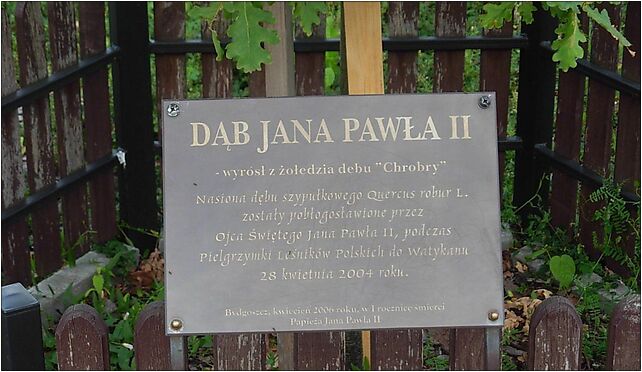 DĄB JANA PAWŁA II
- wyrósł z żołedzia debu "Chrobry"
Nasiona dębu szypułkowego Quercus robur L.
zostały pobłogosławione przez
Ojca Świętego Jana Pawła II, podczas
Pielgrzymki Leśników Polskich do Watykanu
28 kwietnia 2004 roku.
Bydgoszcz, kwiecień 2006 roku, w I rocznicę śmierci
Papieża Jana Pawła II